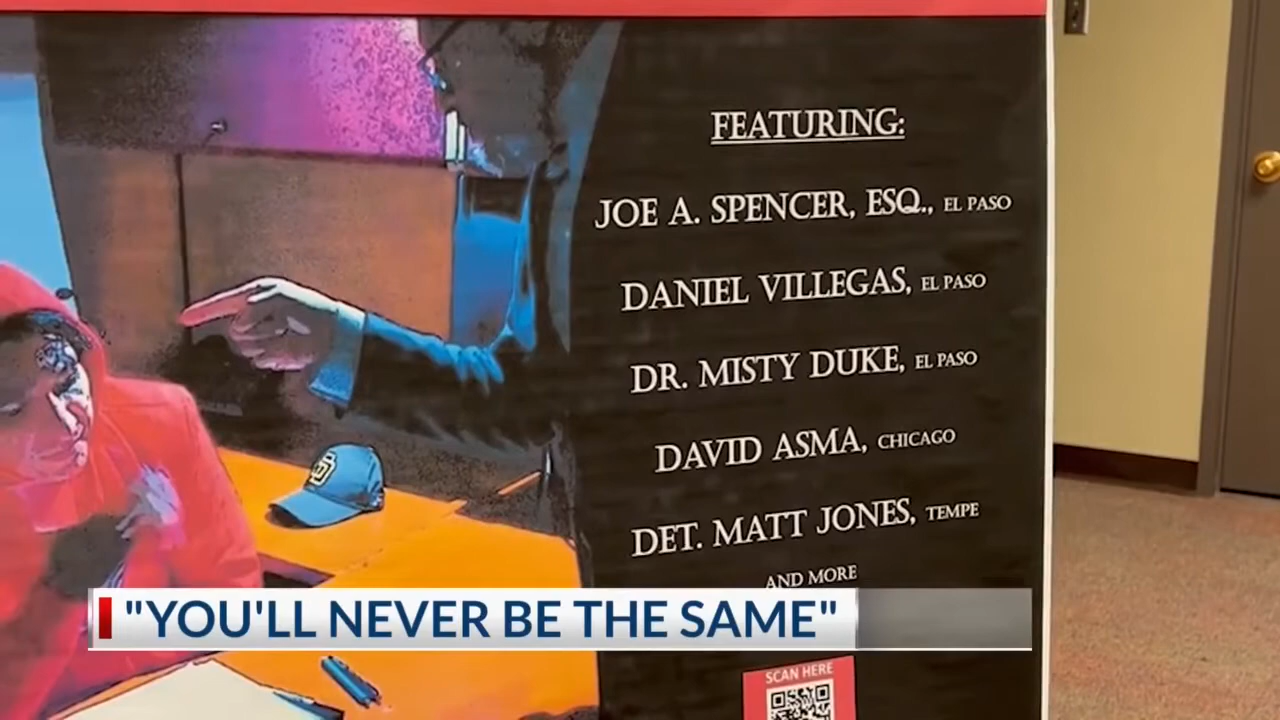 FEATURING:
JOE A. SPENCER, ESQ., EL PASO
DANIEL VILLEGAS, EL PASO
DR. MISTY DUKE, EL PASO
DAVID ASMA, CHICAGO
DET. MATT JONES, TEMPE
AND MORE
"YOU'LL NEVER BE THE SAME"
SCAN HERE